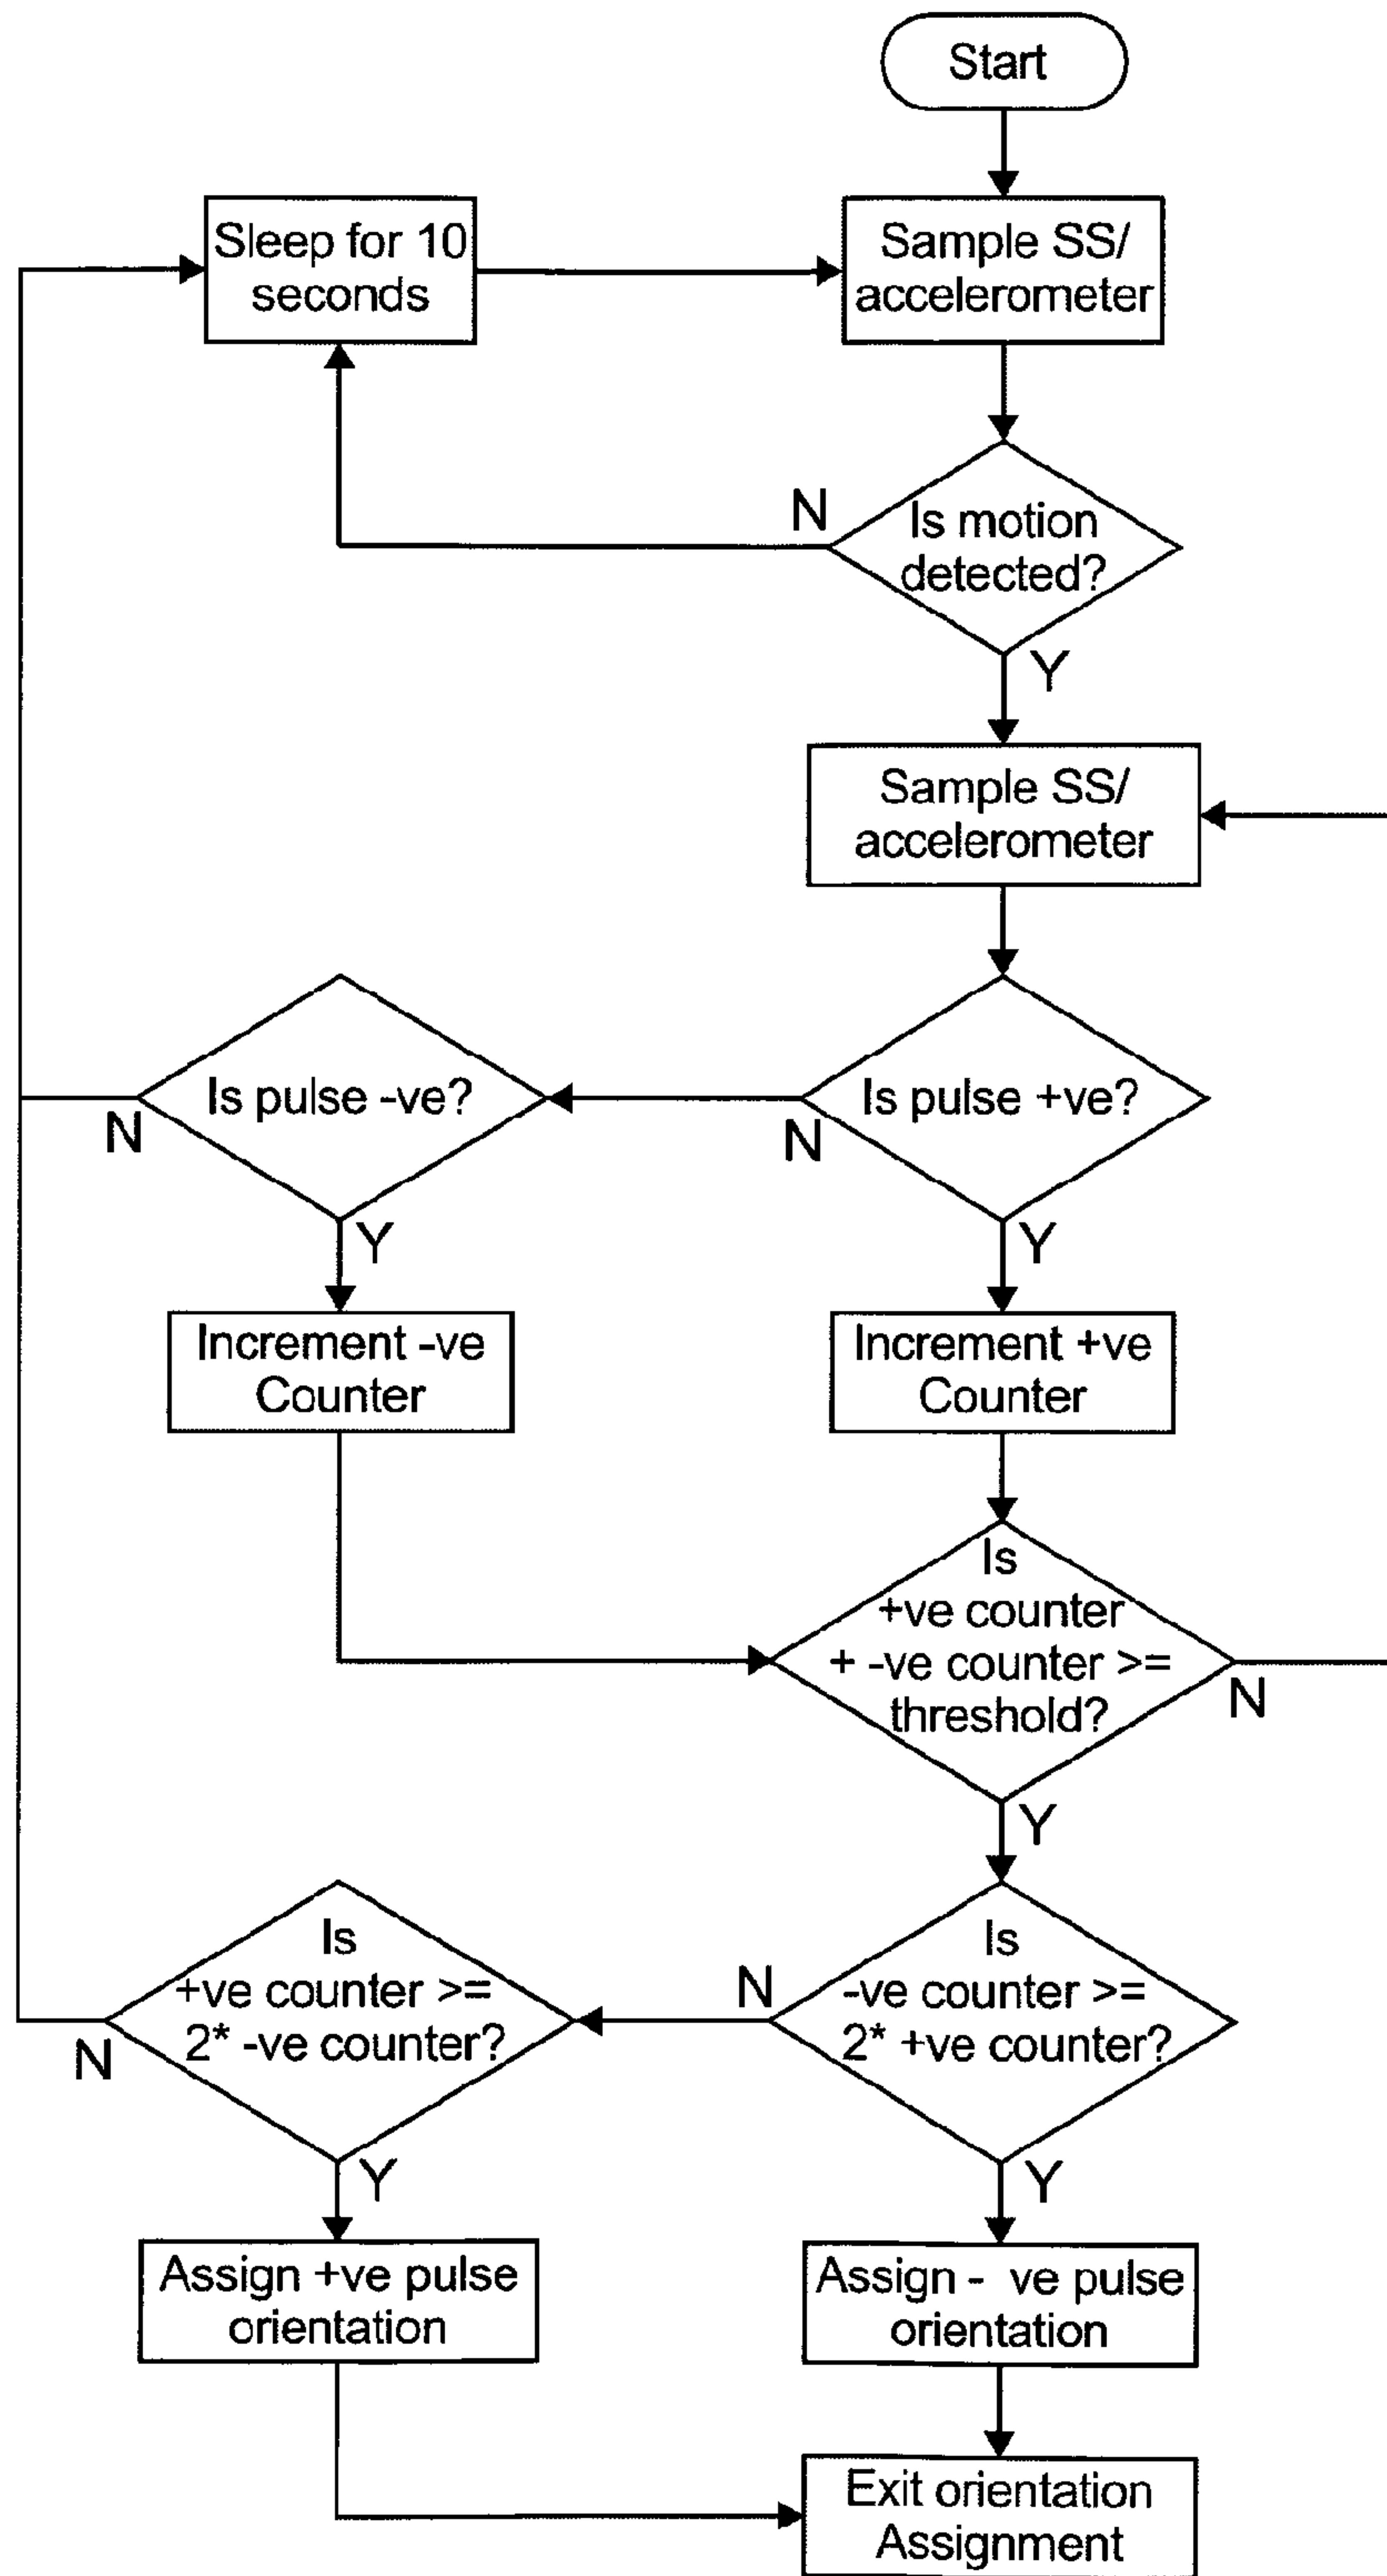 Start
Sleep for 10
seconds
Sample SS/
accelerometer
N
Is motion
detected?
Y
Sample SS/
accelerometer
Is pulse -ve?
N
Is pulse +ve?
N
Y
Y
Increment -ve
Counter
Increment +ve
Counter
Is
+ve counter
+ -ve counter >=
threshold?
N
Y
Is
+ve counter >=
2* -ve counter?
N
N
Is
-ve counter >=
2* +ve counter?
Y
Y
Assign +ve pulse
orientation
Assign - ve pulse
orientation
Exit orientation
Assignment